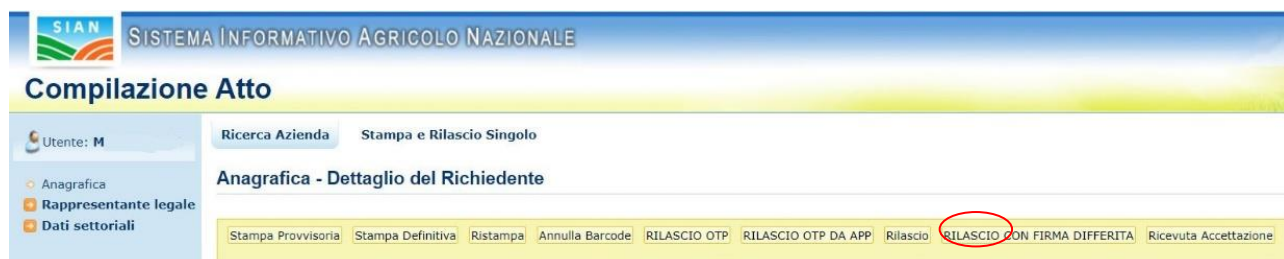 SIAN
SISTEMA INFORMATIVO AGRICOLO NAZIONALE
Compilazione Atto
Utente: M
Ricerca Azienda Stampa e Rilascio Singolo
Anagrafica
Rappresentante legale
Dati settoriali
Anagrafica - Dettaglio del Richiedente
Stampa Provvisoria Stampa Definitiva Ristampa Annulla Barcode RILASCIO OTP RILASCIO OTP DA APP Rilascio RILASCIO CON FIRMA DIFFERITA Ricevuta Accettazione